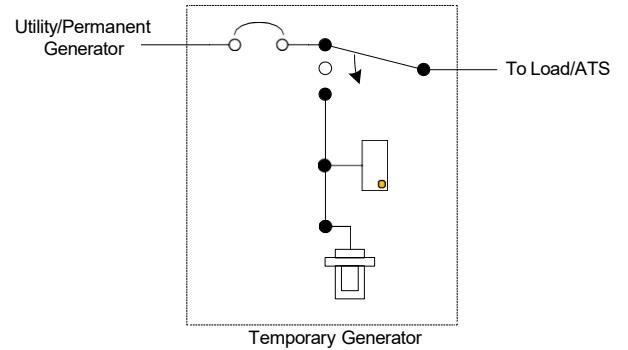 Utility/Permanent
Generator
To Load/ATS
Temporary Generator